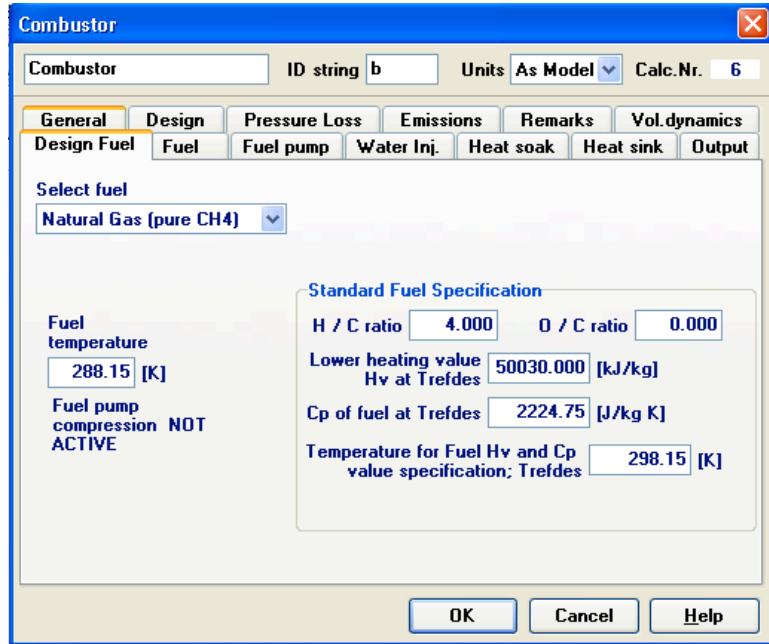 Combustor
Combustor ID string b Units As Model Calc.Nr. 6
General Design Pressure Loss Emissions Remarks Vol.dynamics
Design Fuel Fuel Fuel pump Water Inj. Heat soak Heat sink Output
Select fuel
Natural Gas (pure CH4)
Fuel
temperature
288.15 [K]
Fuel pump
compression NOT
ACTIVE
Standard Fuel Specification
H / C ratio 4.000 O / C ratio 0.000
Lower heating value
Hv at Trefdes 50030.000 [kJ/kg]
Cp of fuel at Trefdes 2224.75 [J/kg K]
Temperature for Fuel Hv and Cp
value specification; Trefdes 298.15 [K]
OK Cancel Help